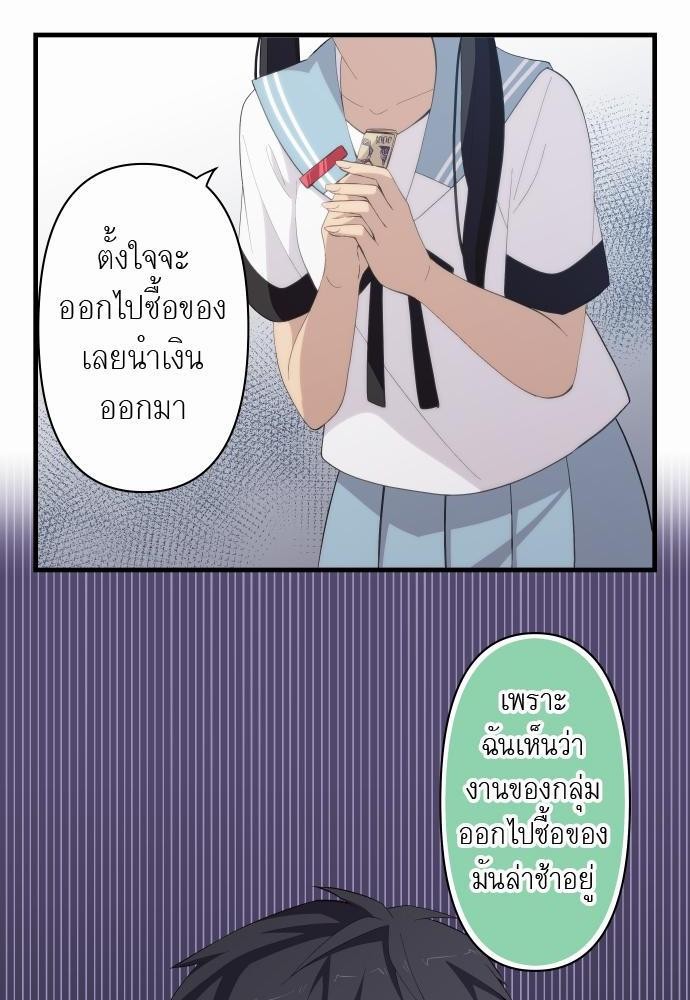 ตั้งใจจะ
ออกไปซื้อของ
เลยนำเงิน
ออกมา
เพราะ
ฉันเห็นว่า
งานของกลุ่ม
ออกไปซื้อของ
มันล่าช้าอยู่